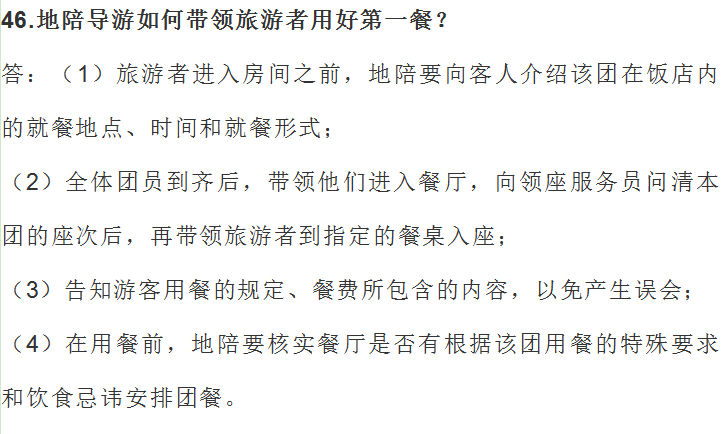 46.地陪导游如何带领旅游者用好第一餐？
答：（1）旅游者进入房间之前，地陪要向客人介绍该团在饭店内
的就餐地点、时间和就餐形式；
（2）全体团员到齐后，带领他们进入餐厅，向领座服务员问清本
团的座次后，再带领旅游者到指定的餐桌入座；
（3）告知游客用餐的规定、餐费所包含的内容，以免产生误会；
（4）在用餐前，地陪要核实餐厅是否有根据该团用餐的特殊要求
和饮食忌讳安排团餐。